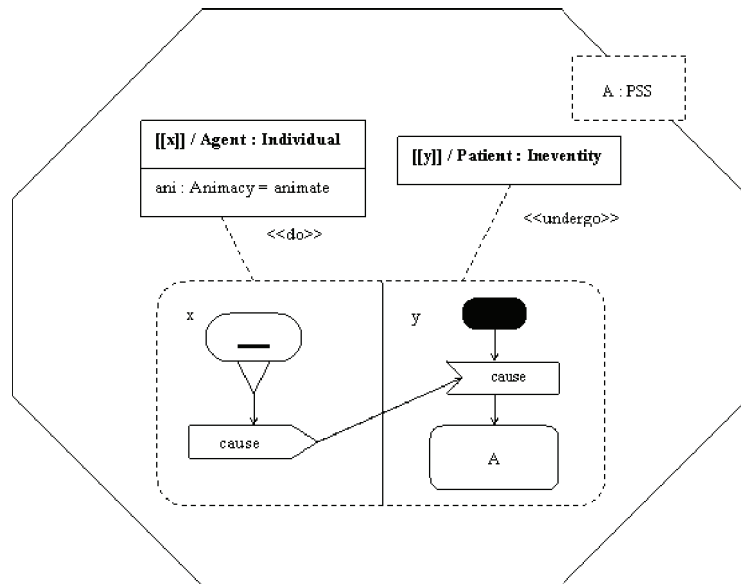 A : PSS
[[x]] / Agent : Individual
ani : Animacy = animate
[[y]] / Patient : Ineventity
<<do>>
<<undergo>>
x
y
cause
cause
A